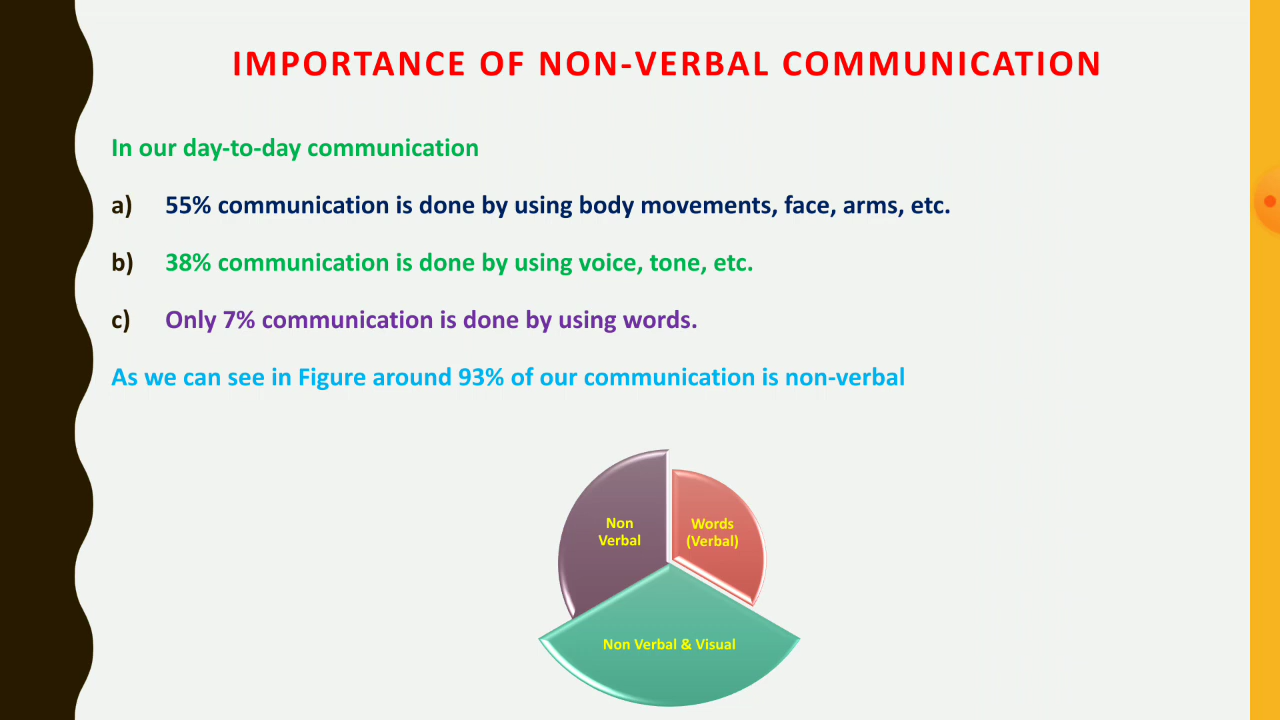 IMPORTANCE OF NON-VERBAL COMMUNICATION
In our day-to-day communication
a) 55% communication is done by using body movements, face, arms, etc.
b) 38% communication is done by using voice, tone, etc.
c) Only 7% communication is done by using words.
As we can see in Figure around 93% of our communication is non-verbal
Non
Verbal
Words
(Verbal)
Non Verbal & Visual